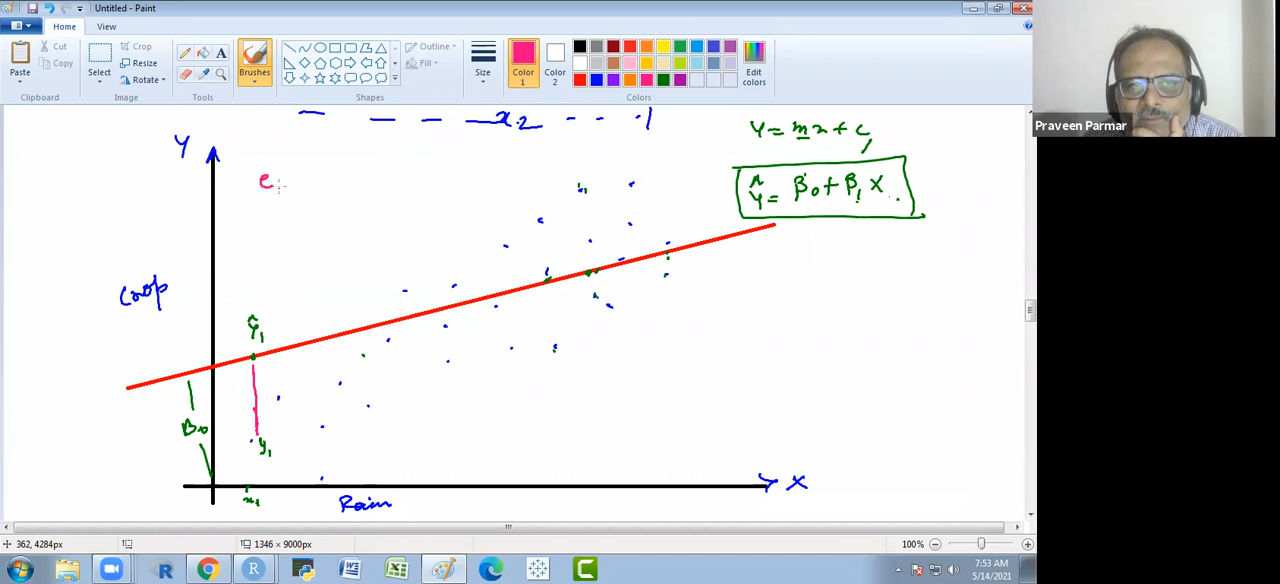 Untitled - Paint
Home
View
Paste
Cut
Copy
Clipboard
Select
Crop
Resize
Rotate
Image
Tools
Brushes
Shapes
Outline
Fill
Size
Color
1
Color
2
Colors
Edit
colors
Praveen Parmar
x.2
Y = mx + c,
Y
e
Ŷ = β0 + β1 X
Crop
Ŷ1
β0
y1
x1
Rain
X
362, 4284px
1346 × 9000px
100%
7:53 AM
5/14/2021